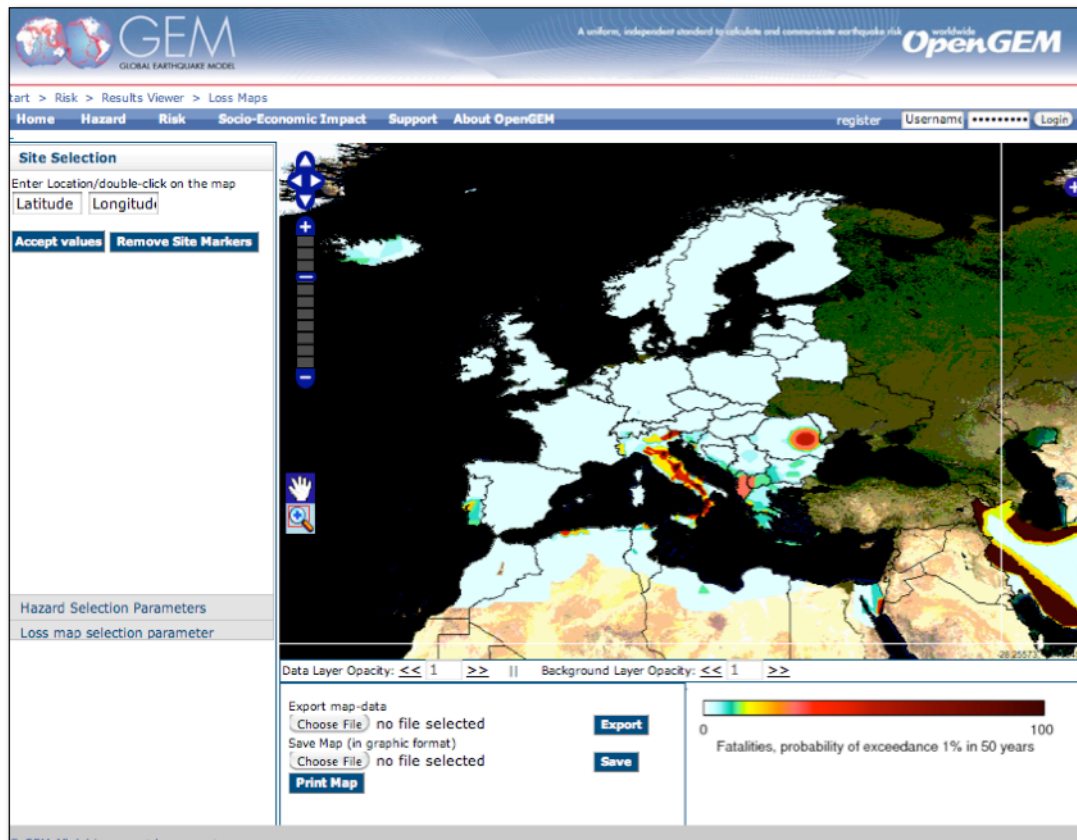 GEM
GLOBAL EARTHQUAKE MODEL
A uniform, independent standard to calculate and communicate earthquake risk
worldwide
OpenGEM
tart > Risk > Results Viewer > Loss Maps
Home Hazard Risk Socio-Economic Impact Support About OpenGEM register Username Login
Site Selection
Enter Location/double-click on the map
Latitude Longitud
Accept values Remove Site Markers
Hazard Selection Parameters
Loss map selection parameter
Data Layer Opacity: << 1 >> || Background Layer Opacity: << 1 >>
Export map-data
Choose File no file selected Export
Save Map (in graphic format)
Choose File no file selected Save
Print Map
0 100
Fatalities, probability of exceedance 1% in 50 years